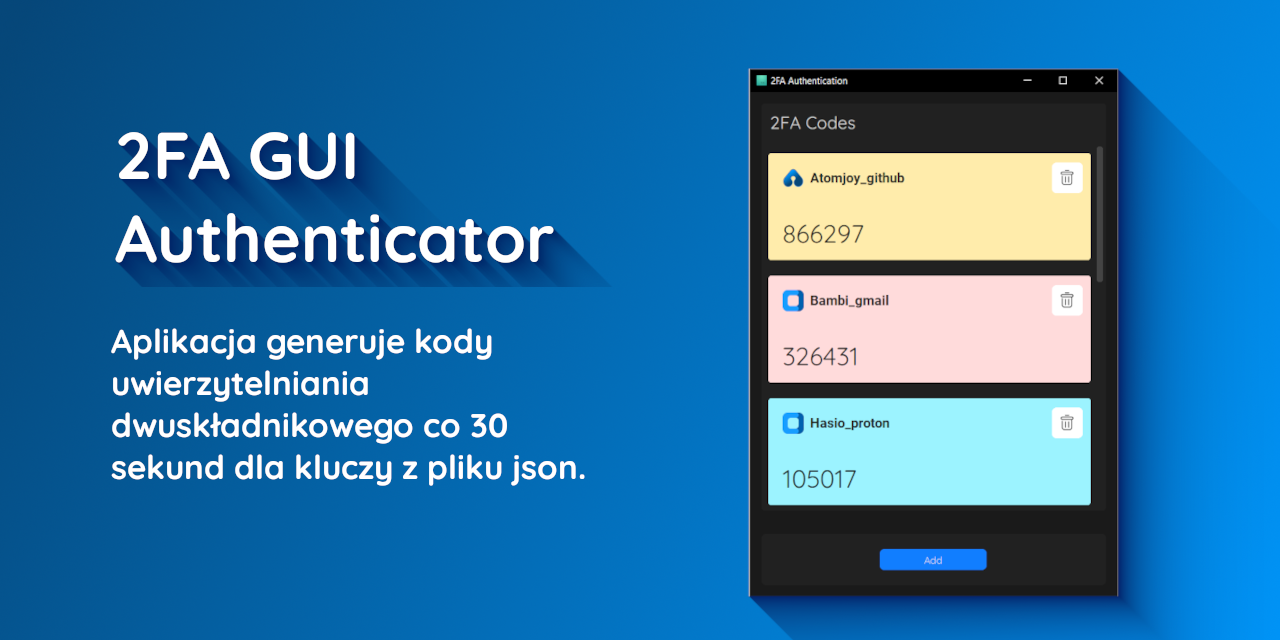 2FA GUI
Authenticator
Aplikacja generuje kody
uwierzytelniania
dwuskładnikowego co 30
sekund dla kluczy z pliku json.
2FA Authentication
2FA Codes
Atomjoy_github
866297
Bambi_gmail
326431
Hasio_proton
105017
Add